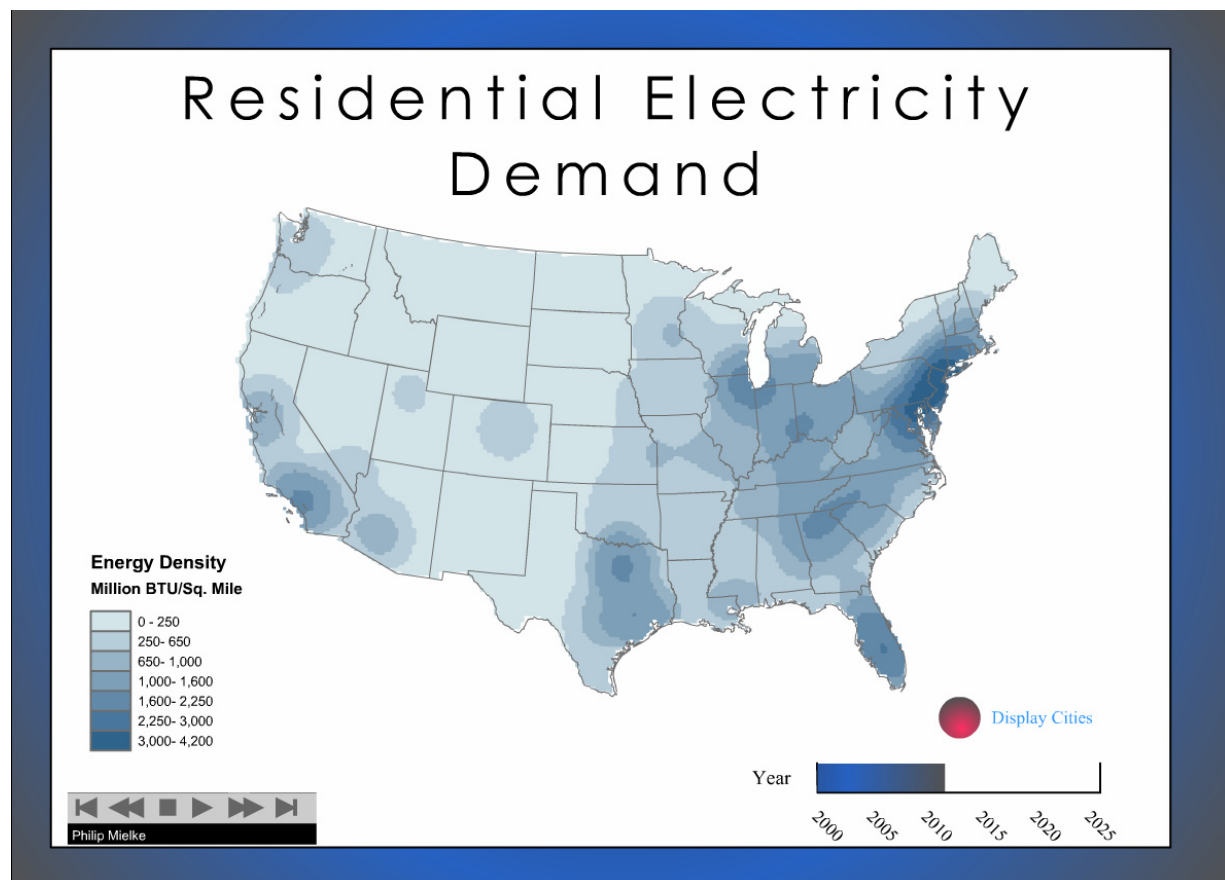 Residential Electricity
Demand
Energy Density
Million BTU/Sq. Mile
0 - 250
250- 650
650- 1,000
1,000- 1,600
1,600- 2,250
2,250- 3,000
3,000- 4,200
Display Cities
Year
2000 2005 2010 2015 2020 2025
Philip Mielke